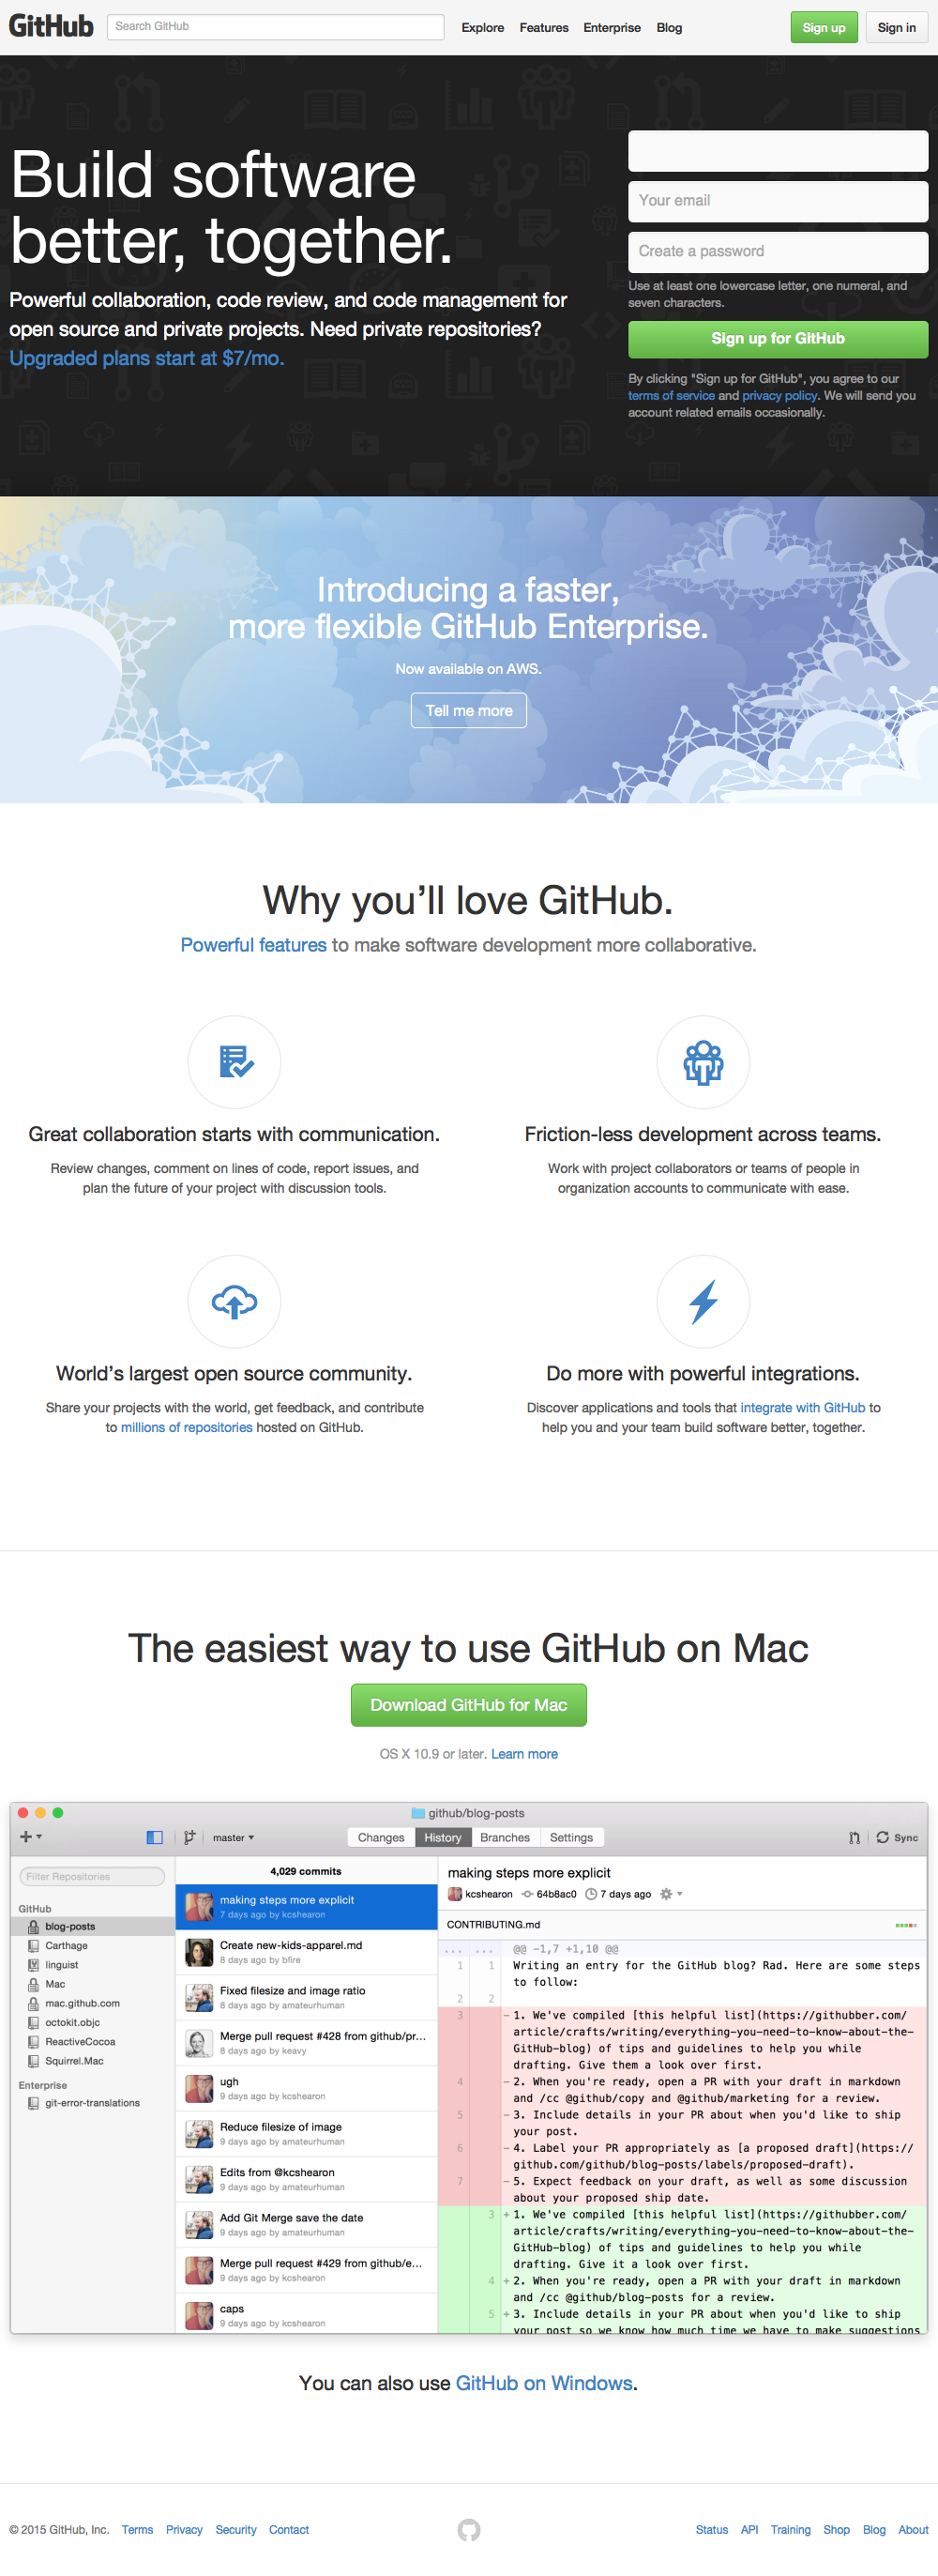 GitHub
Search GitHub
Explore Features Enterprise Blog
Sign up
Sign in
Build software
better, together.
Powerful collaboration, code review, and code management for
open source and private projects. Need private repositories?
Upgraded plans start at $7/mo.
Your email
Create a password
Use at least one lowercase letter, one numeral, and
seven characters.
Sign up for GitHub
By clicking "Sign up for GitHub", you agree to our
terms of service and privacy policy. We will send you
account related emails occasionally.
Introducing a faster,
more flexible GitHub Enterprise.
Now available on AWS.
Tell me more
Why you’ll love GitHub.
Powerful features to make software development more collaborative.
Great collaboration starts with communication.
Review changes, comment on lines of code, report issues, and
plan the future of your project with discussion tools.
Friction-less development across teams.
Work with project collaborators or teams of people in
organization accounts to communicate with ease.
World’s largest open source community.
Share your projects with the world, get feedback, and contribute
to millions of repositories hosted on GitHub.
Do more with powerful integrations.
Discover applications and tools that integrate with GitHub to
help you and your team build software better, together.
The easiest way to use GitHub on Mac
Download GitHub for Mac
OS X 10.9 or later. Learn more
github/blog-posts
master
Changes History Branches Settings
Sync
Filter Repositories
GitHub
blog-posts
Carthage
linguist
Mac
mac.github.com
octokit.objc
ReactiveCocoa
Squirrel.Mac
Enterprise
git-error-translations
4,029 commits
making steps more explicit
7 days ago by kcshearon
Create new-kids-apparel.md
8 days ago by bfire
Fixed filesize and image ratio
8 days ago by amateurhuman
Merge pull request #428 from github/pr...
8 days ago by keavy
ugh
9 days ago by kcshearon
Reduce filesize of image
9 days ago by amateurhuman
Edits from @kcshearon
9 days ago by amateurhuman
Add Git Merge save the date
9 days ago by amateurhuman
Merge pull request #429 from github/e...
9 days ago by kcshearon
caps
9 days ago by kcshearon
making steps more explicit
kcshearon 64b8ac0 7 days ago
CONTRIBUTING.md
... ... @@ -1,7 +1,10 @@
1 1 Writing an entry for the GitHub blog? Rad. Here are some steps
to follow:
2 2
3 -1. We've compiled [this helpful list](https://githubber.com/
article/crafts/writing/everything-you-need-to-know-about-the-
GitHub-blog) of tips and guidelines to help you while
drafting. Give them a look over first.
4 -2. When you're ready, open a PR with your draft in markdown
and /cc @github/copy and @github/marketing for a review.
5 -3. Include details in your PR about when you'd like to ship
your post.
6 -4. Label your PR appropriately as [a proposed draft](https://
github.com/github/blog-posts/labels/proposed-draft).
7 -5. Expect feedback on your draft, as well as some discussion
about your proposed ship date.
3 +1. We've compiled [this helpful list](https://githubber.com/
article/crafts/writing/everything-you-need-to-know-about-the-
GitHub-blog) of tips and guidelines to help you while
drafting. Give it a look over first.
4 +2. When you're ready, open a PR with your draft in markdown
and /cc @github/blog-posts for a review.
5 +3. Include details in your PR about when you'd like to ship
your post so we know how much time we have to make suggestions
You can also use GitHub on Windows.
© 2015 GitHub, Inc. Terms Privacy Security Contact
Status API Training Shop Blog About